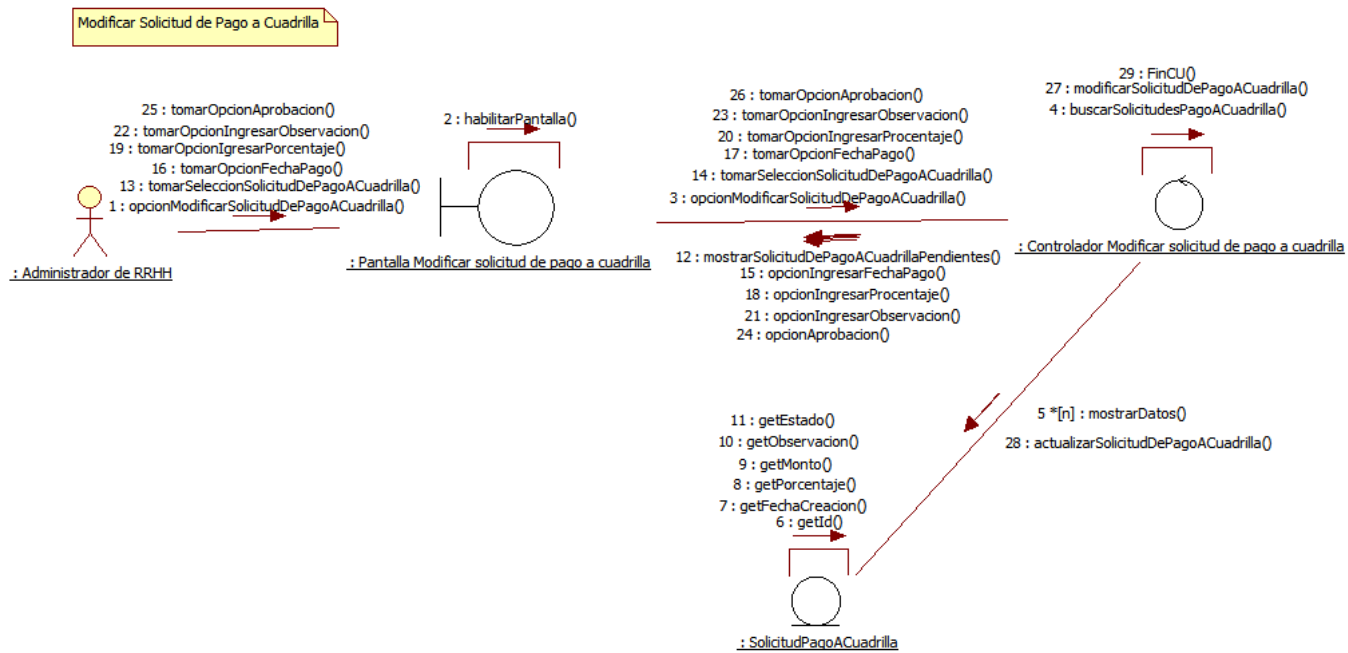 Modificar Solicitud de Pago a Cuadrilla
25 : tomarOpcionAprobacion()
22 : tomarOpcionIngresarObservacion()
19 : tomarOpcionIgresarPorcentaje()
16 : tomarOpcionFechaPago()
13 : tomarSeleccionSolicitudDePagoACuadrilla()
1 : opcionModificarSolicitudDePagoACuadrilla()
: Administrador de RRHH
2 : habilitarPantalla()
: Pantalla Modificar solicitud de pago a cuadrilla
26 : tomarOpcionAprobacion()
23 : tomarOpcionIngresarObservacion()
20 : tomarOpcionIngresarProcentaje()
17 : tomarOpcionFechaPago()
14 : tomarSeleccionSolicitudDePagoACuadrilla()
3 : opcionModificarSolicitudDePagoACuadrilla()
12 : mostrarSolicitudDePagoACuadrillaPendientes()
15 : opcionIngresarFechaPago()
18 : opcionIngresarProcentaje()
21 : opcionIngresarObservacion()
24 : opcionAprobacion()
29 : FinCU()
27 : modificarSolicitudDePagoACuadrilla()
4 : buscarSolicitudesPagoACuadrilla()
: Controlador Modificar solicitud de pago a cuadrilla
5 *[n] : mostrarDatos()
28 : actualizarSolicitudDePagoACuadrilla()
11 : getEstado()
10 : getObservacion()
9 : getMonto()
8 : getPorcentaje()
7 : getFechaCreacion()
6 : getId()
: SolicitudPagoACuadrilla